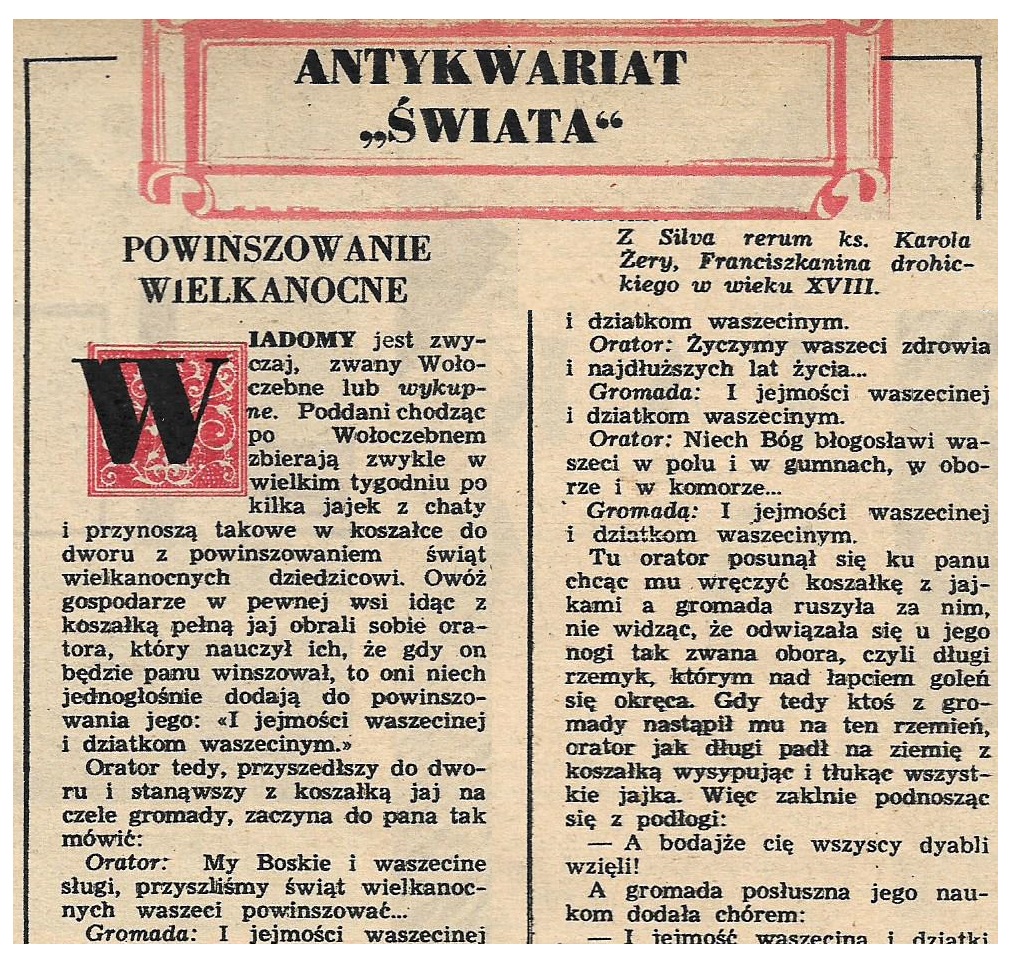 ANTYKWARIAT
„ŚWIATA“
POWINSZOWANIE
WIELKANOCNE
WIADOMY jest zwy-
czaj, zwany Woło-
czebne lub wykup-
ne. Poddani chodząc
po Wołoczebnem
zbierają zwykle w
wielkim tygodniu po
kilka jajek z chaty
i przynoszą takowe w koszałce do
dworu z powinszowaniem świąt
wielkanocnych dziedzicowi. Owóż
gospodarze w pewnej wsi idąc z
koszałką pełną jaj obrali sobie ora-
tora, który nauczył ich, że gdy on
będzie panu winszował, to oni niech
jednogłośnie dodają do powinszo-
wania jego: «I jejmości waszecinej
i dziatkom waszecinym.»
Orator tedy, przyszedłszy do dwo-
ru i stanąwszy z koszałką jaj na
czele gromady, zaczyna do pana tak
mówić:
Orator: My Boskie i waszecine
sługi, przyszliśmy świąt wielkanoc-
nych waszeci powinszować...
Gromada: I jejmości waszecinej
i dziatkom waszecinym.
Orator: Życzymy waszeci zdrowia
i najdłuższych lat życia...
Gromada: I jejmości waszecinej
i dziatkom waszecinym.
Orator: Niech Bóg błogosławi wa-
szeci w polu i w gumnach, w obo-
rze i w komorze...
Gromada: I jejmości waszecinej
i dziatkom waszecinym.
Tu orator posunął się ku panu
chcąc mu wręczyć koszałkę z jaj-
kami a gromada ruszyła za nim,
nie widząc, że odwiązała się u jego
nogi tak zwana obora, czyli długi
rzemyk, którym nad łapciem goleń
się okręca. Gdy tedy ktoś z gro-
mady nastąpił mu na ten rzemień,
orator jak długi padł na ziemię z
koszałką wysypując i tłukąc wszyst-
kie jajka. Więc zaklnie podnosząc
się z podłogi:
— A bodajże cię wszyscy dyabli
wzięli!
A gromada posłuszna jego nau-
kom dodała chórem:
— I jejmość waszecina i dziatki
Z Silva rerum ks. Karola
Żery, Franciszkanina drohic-
kiego w wieku XVIII.